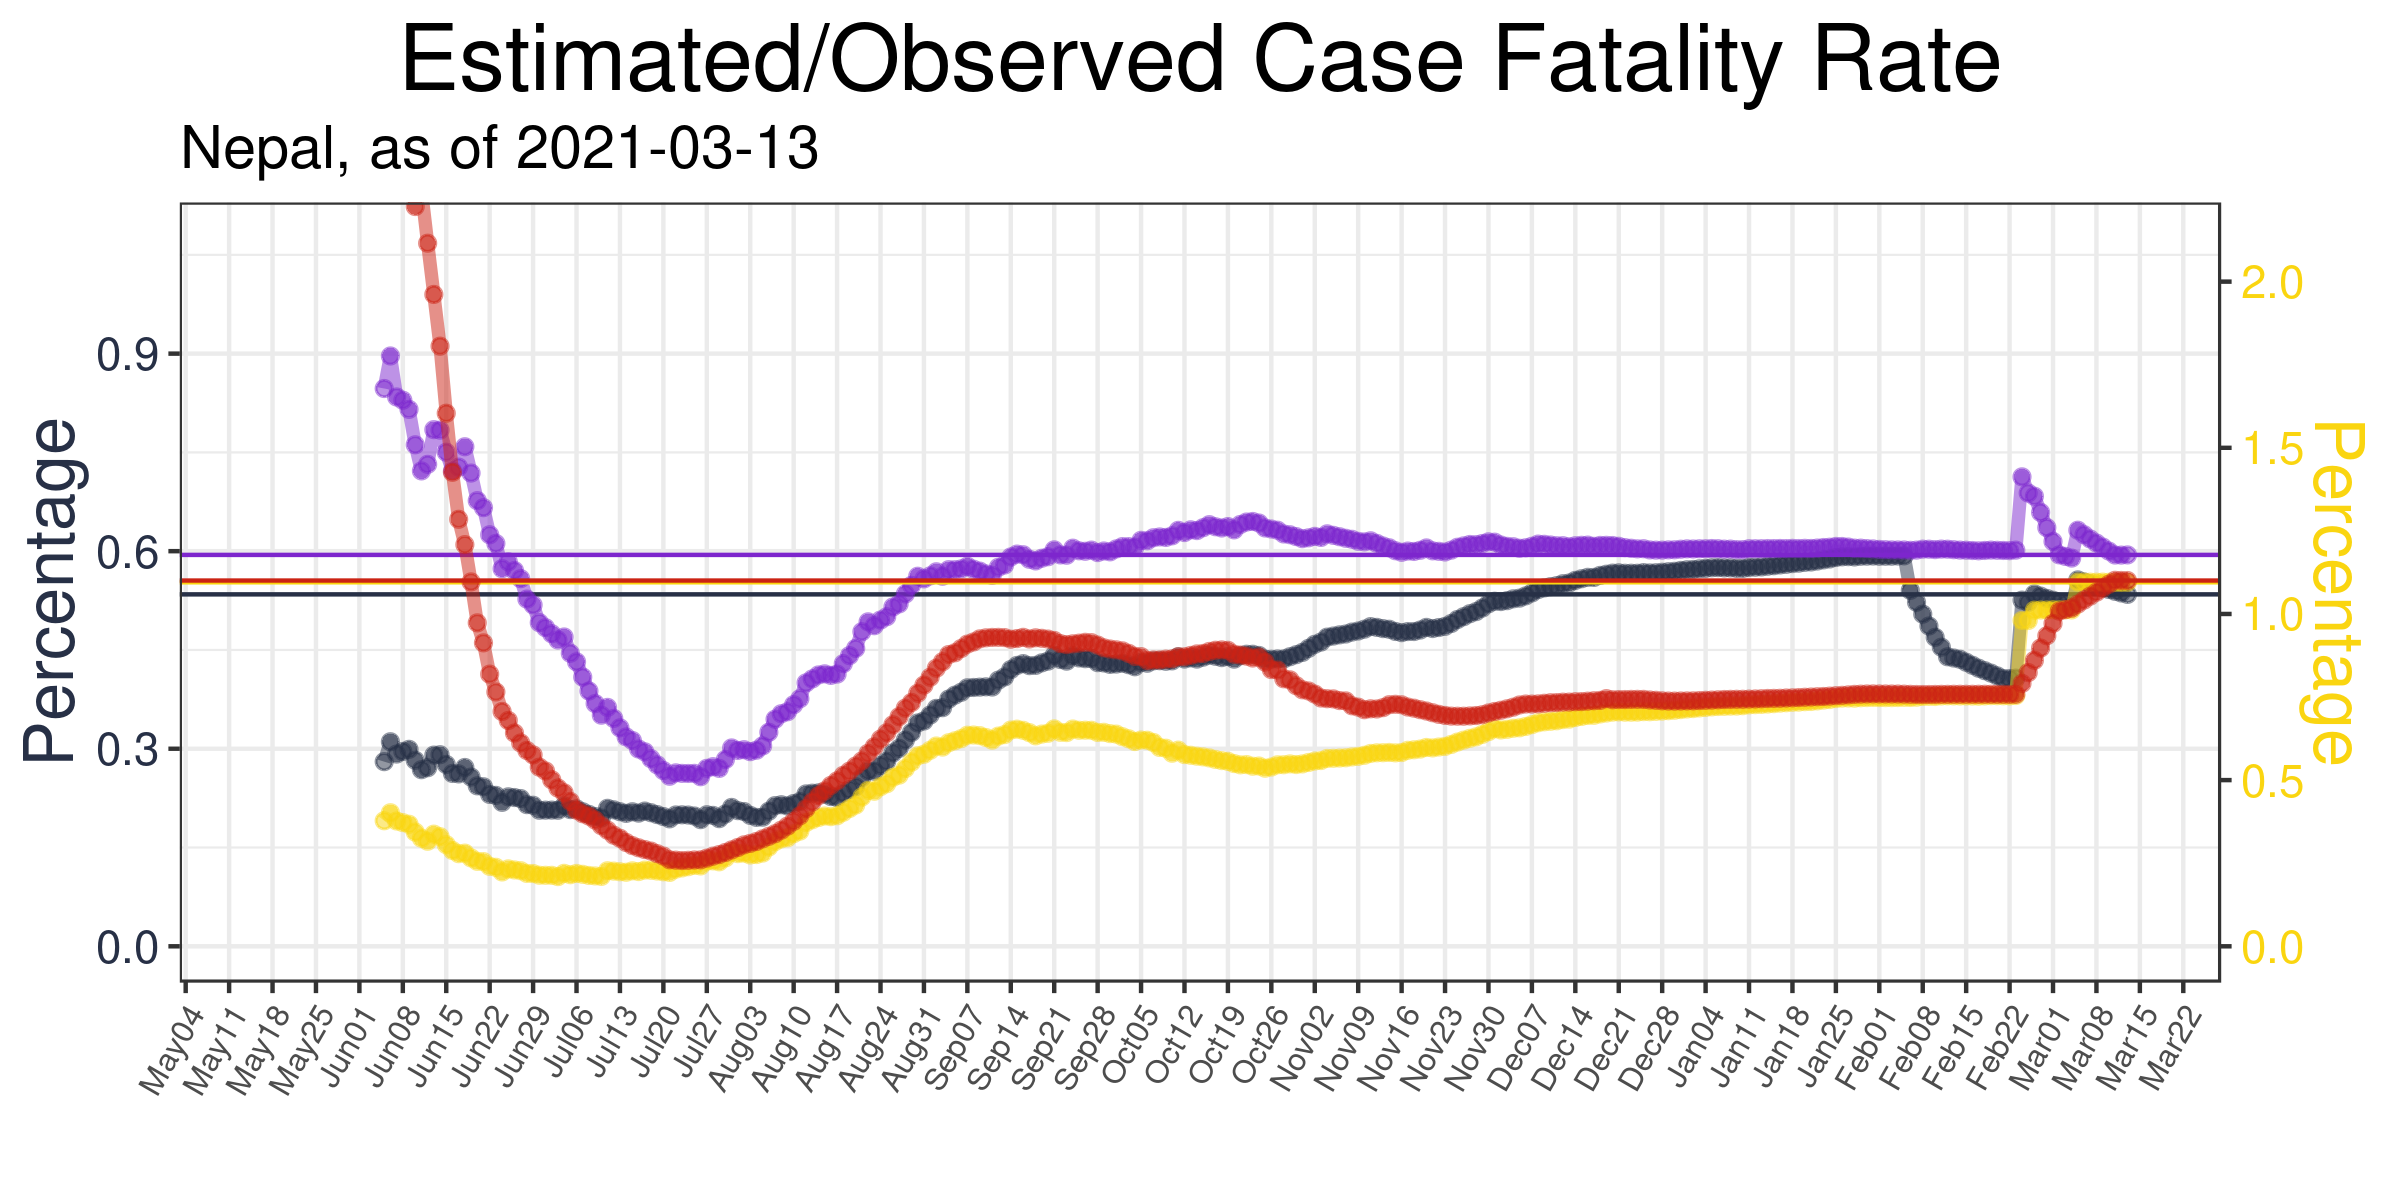 Estimated/Observed Case Fatality Rate
Nepal, as of 2021-03-13
Percentage
0.9
0.6
0.3
0.0
2.0
1.5
1.0
0.5
0.0
Percentage
May04
May11
May18
May25
Jun01
Jun08
Jun15
Jun22
Jun29
Jul06
Jul13
Jul20
Jul27
Aug03
Aug10
Aug17
Aug24
Aug31
Sep07
Sep14
Sep21
Sep28
Oct05
Oct12
Oct19
Oct26
Nov02
Nov09
Nov16
Nov23
Nov30
Dec07
Dec14
Dec21
Dec28
Jan04
Jan11
Jan18
Jan25
Feb01
Feb08
Feb15
Feb22
Mar01
Mar08
Mar15
Mar22